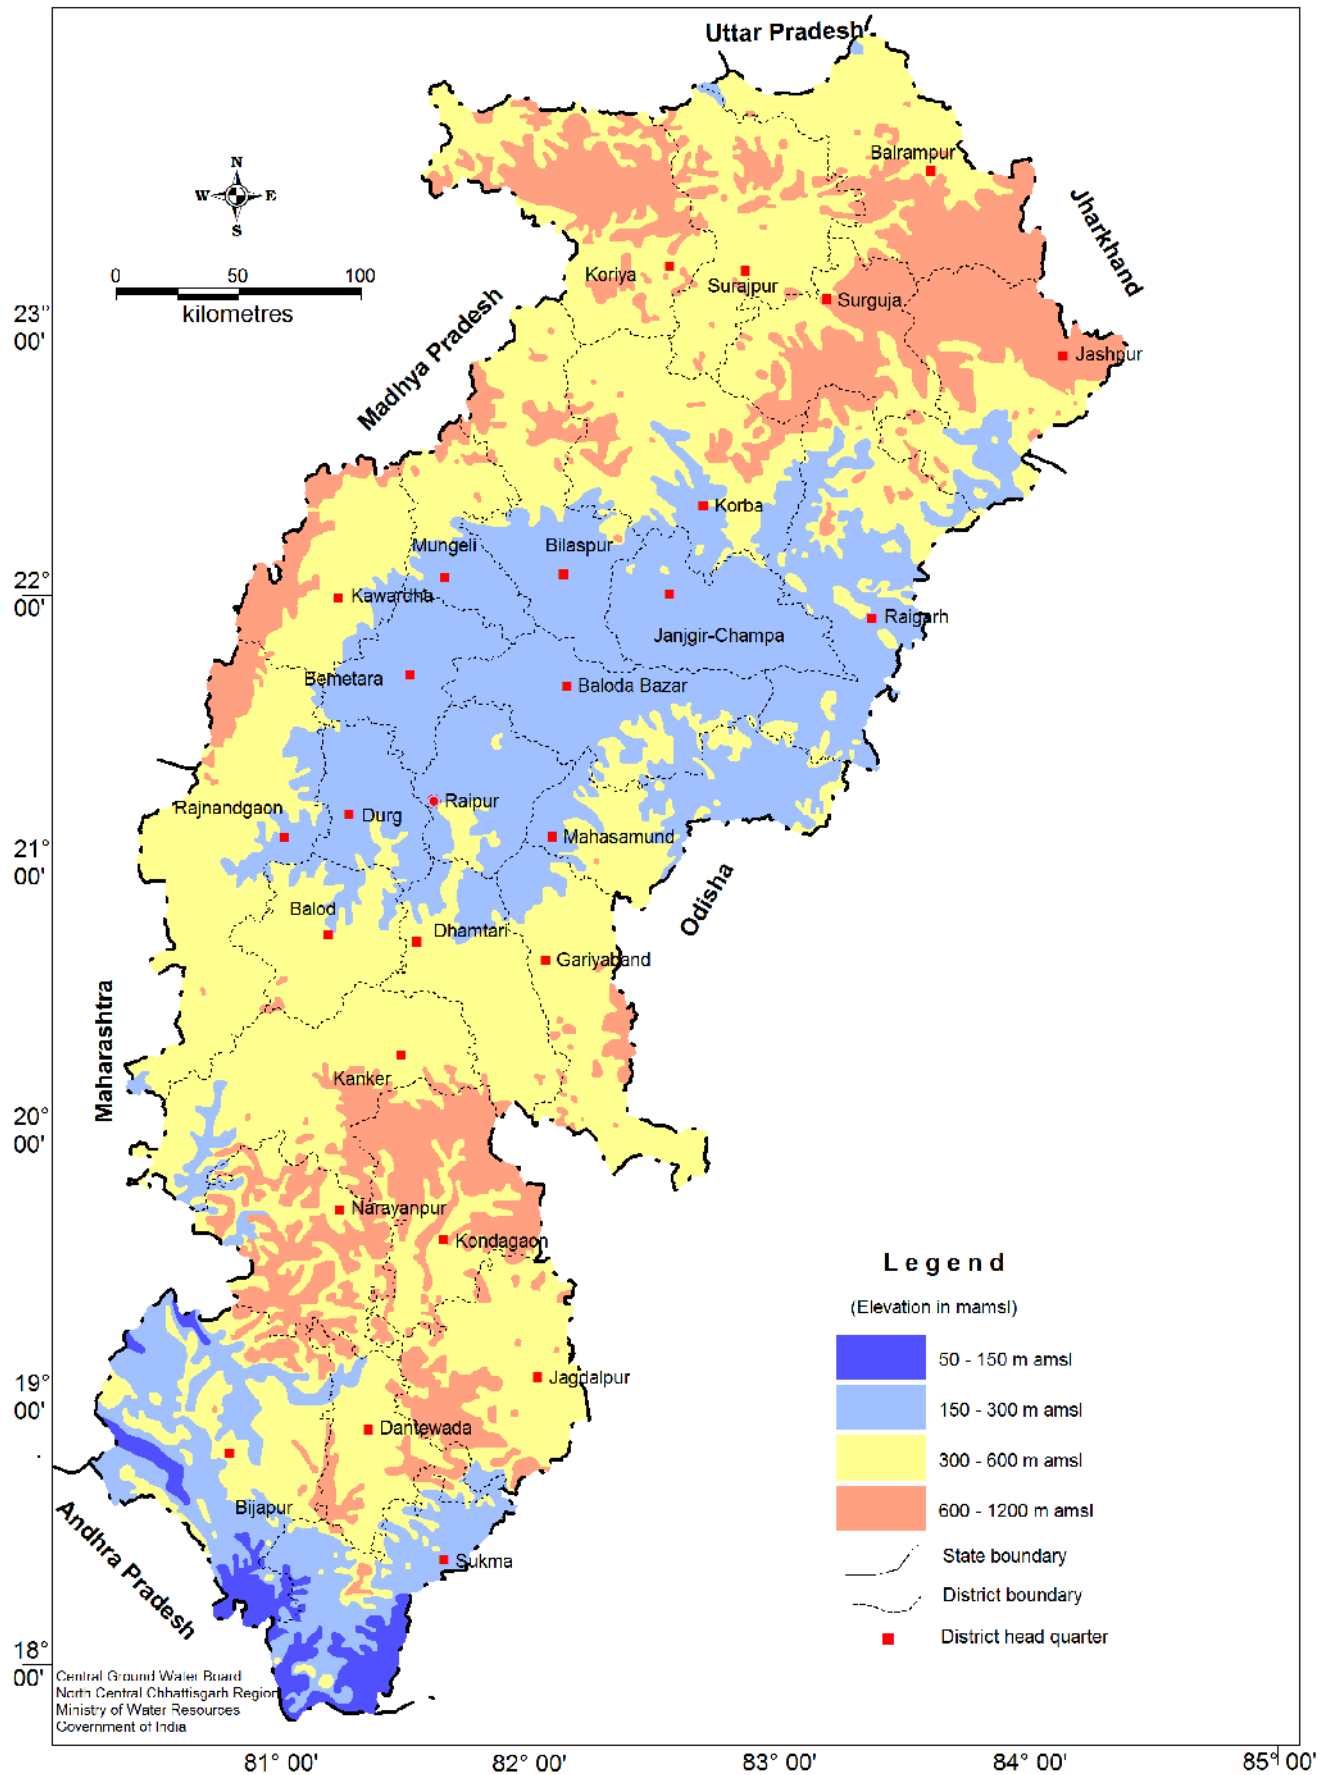 Uttar Pradesh
Balrampur
N
W E
S
Jharkhand
0 50 100
kilometres
Koriya
Surajpur
Surguja
23°
00'
Madhya Pradesh
Jashpur
Korba
Mungeli
Bilaspur
22°
00'
Kawardha
Raigarh
Janjgir-Champa
Bemetara
Baloda Bazar
Rajnandgaon
Durg
Raipur
Mahasamund
21°
00'
Odisha
Balod
Dhamtari
Gariyaband
Maharashtra
Kanker
20°
00'
Narayanpur
Kondagaon
Legend
(Elevation in mamsl)
50 - 150 m amsl
150 - 300 m amsl
300 - 600 m amsl
600 - 1200 m amsl
State boundary
District boundary
District head quarter
19°
00'
Jagdalpur
Dantewada
Bijapur
Andhra Pradesh
Sukma
18°
00'
Central Ground Water Board
North Central Chhattisgarh Region
Ministry of Water Resources
Government of India
81° 00' 82° 00' 83° 00' 84° 00' 85° 00'